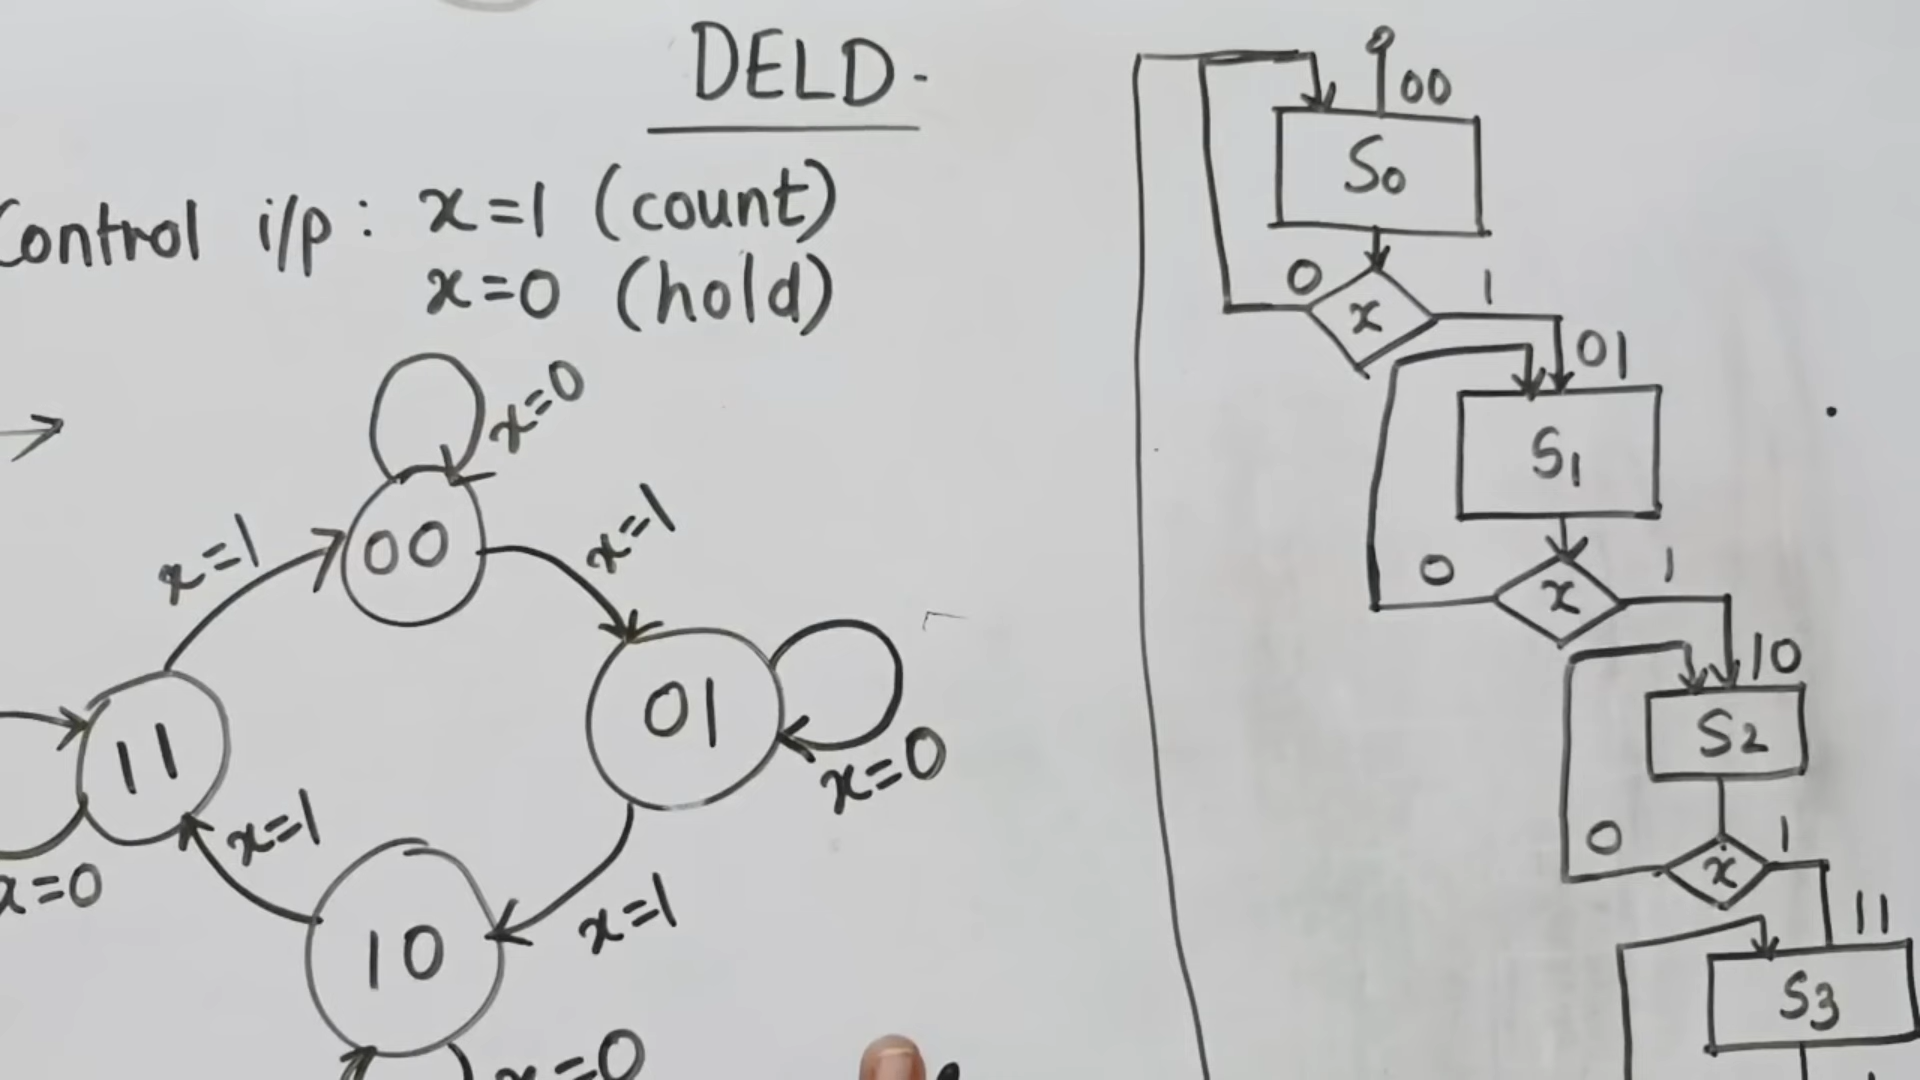 DELD.
Control i/p : x=1 (count)
x=0 (hold)
x=0
00
x=1
x=1
01
x=0
11
x=0
x=1
x=1
10
x=0
00
S0
0
x
1
01
S1
0
x
1
10
S2
0
x
1
11
S3